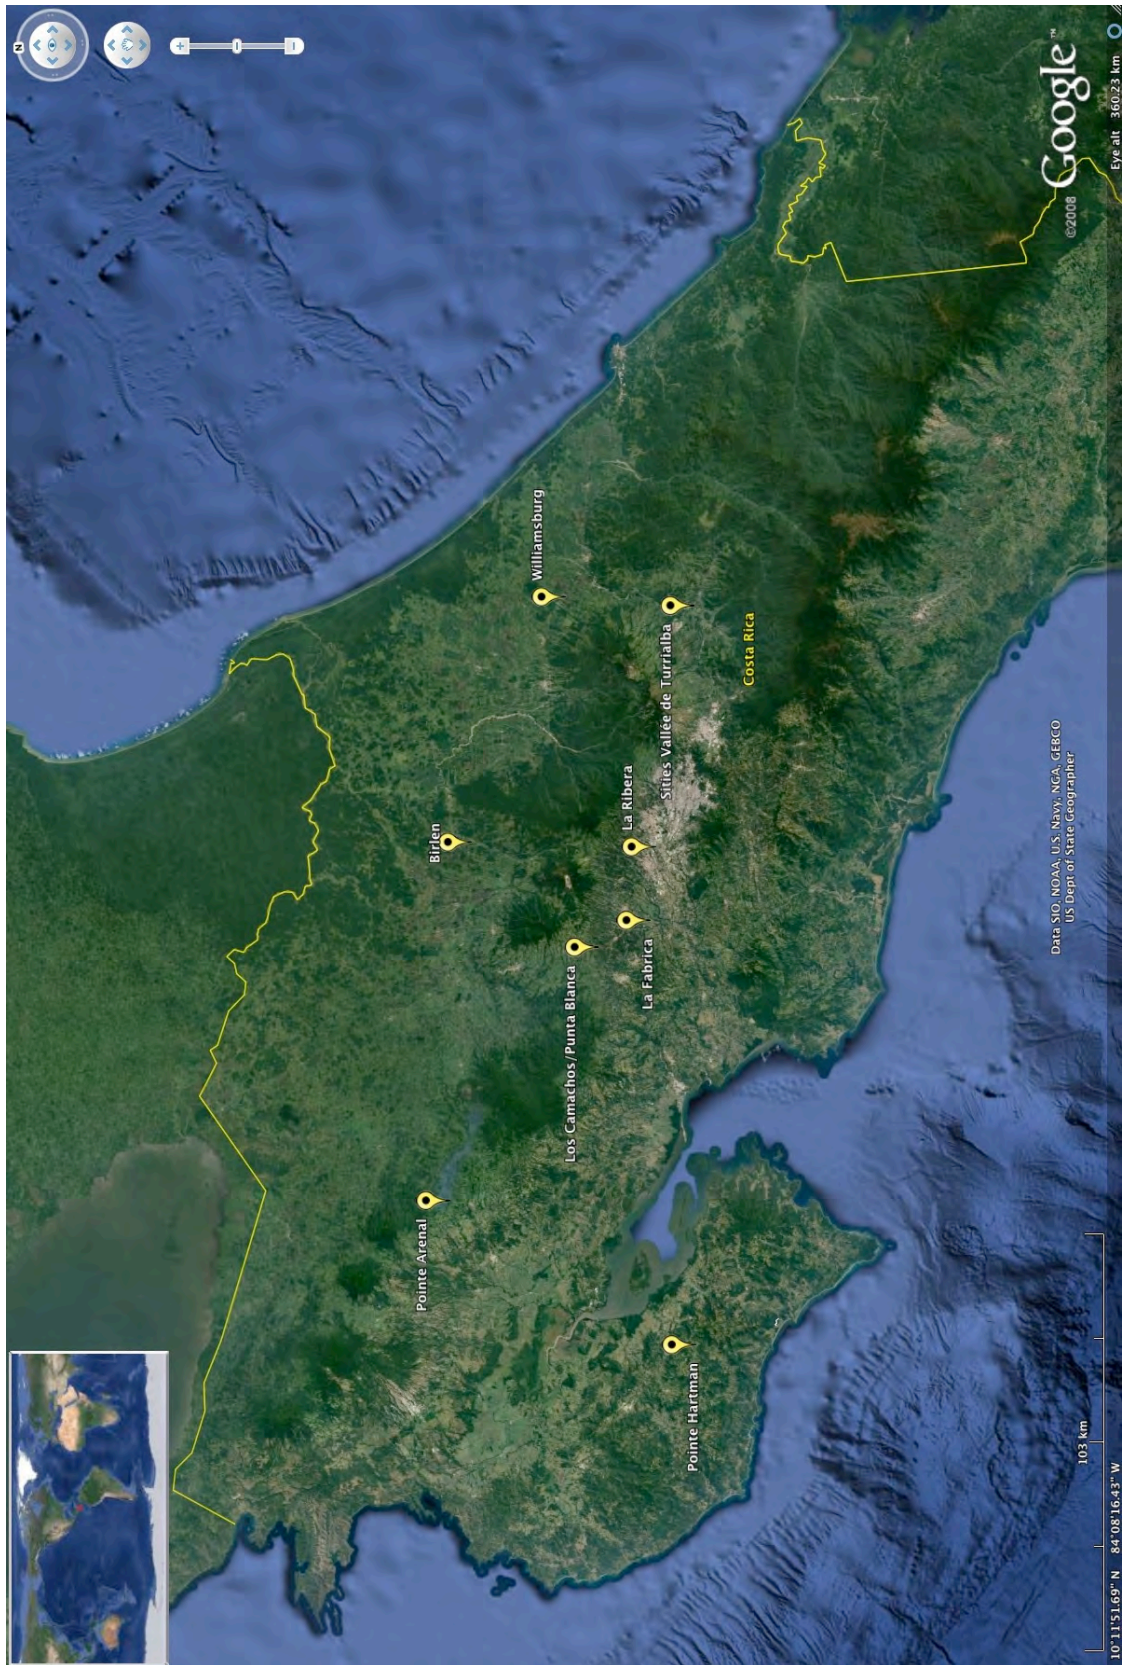 N
Williamsburg
Birlen
Pointe Arenal
Los Camachos/Punta Blanca
La Fabrica
La Ribera
Sities Vallée de Turrialba
Costa Rica
Pointe Hartman
Data SIO, NOAA, U.S. Navy, NGA, GEBCO
US Dept of State Geographer
©2008 Google™
103 km
10°11'51.69" N 84°08'16.43" W
Eye alt 360.23 km